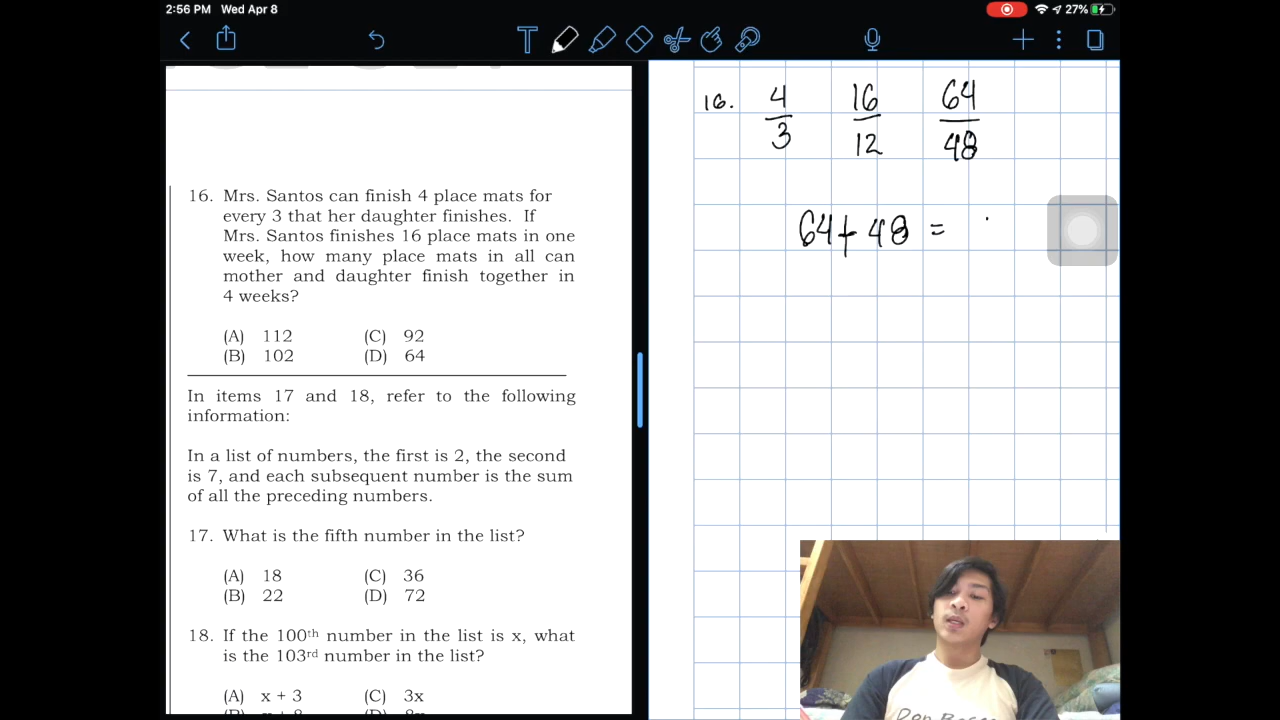 2:56 PM Wed Apr 8
27%
16. Mrs. Santos can finish 4 place mats for
every 3 that her daughter finishes. If
Mrs. Santos finishes 16 place mats in one
week, how many place mats in all can
mother and daughter finish together in
4 weeks?
(A) 112 (C) 92
(B) 102 (D) 64
In items 17 and 18, refer to the following
information:
In a list of numbers, the first is 2, the second
is 7, and each subsequent number is the sum
of all the preceding numbers.
17. What is the fifth number in the list?
(A) 18 (C) 36
(B) 22 (D) 72
18. If the 100th number in the list is x, what
is the 103rd number in the list?
(A) x + 3 (C) 3x
16. 4/3 16/12 64/48
64 + 48 =
Don Bosco